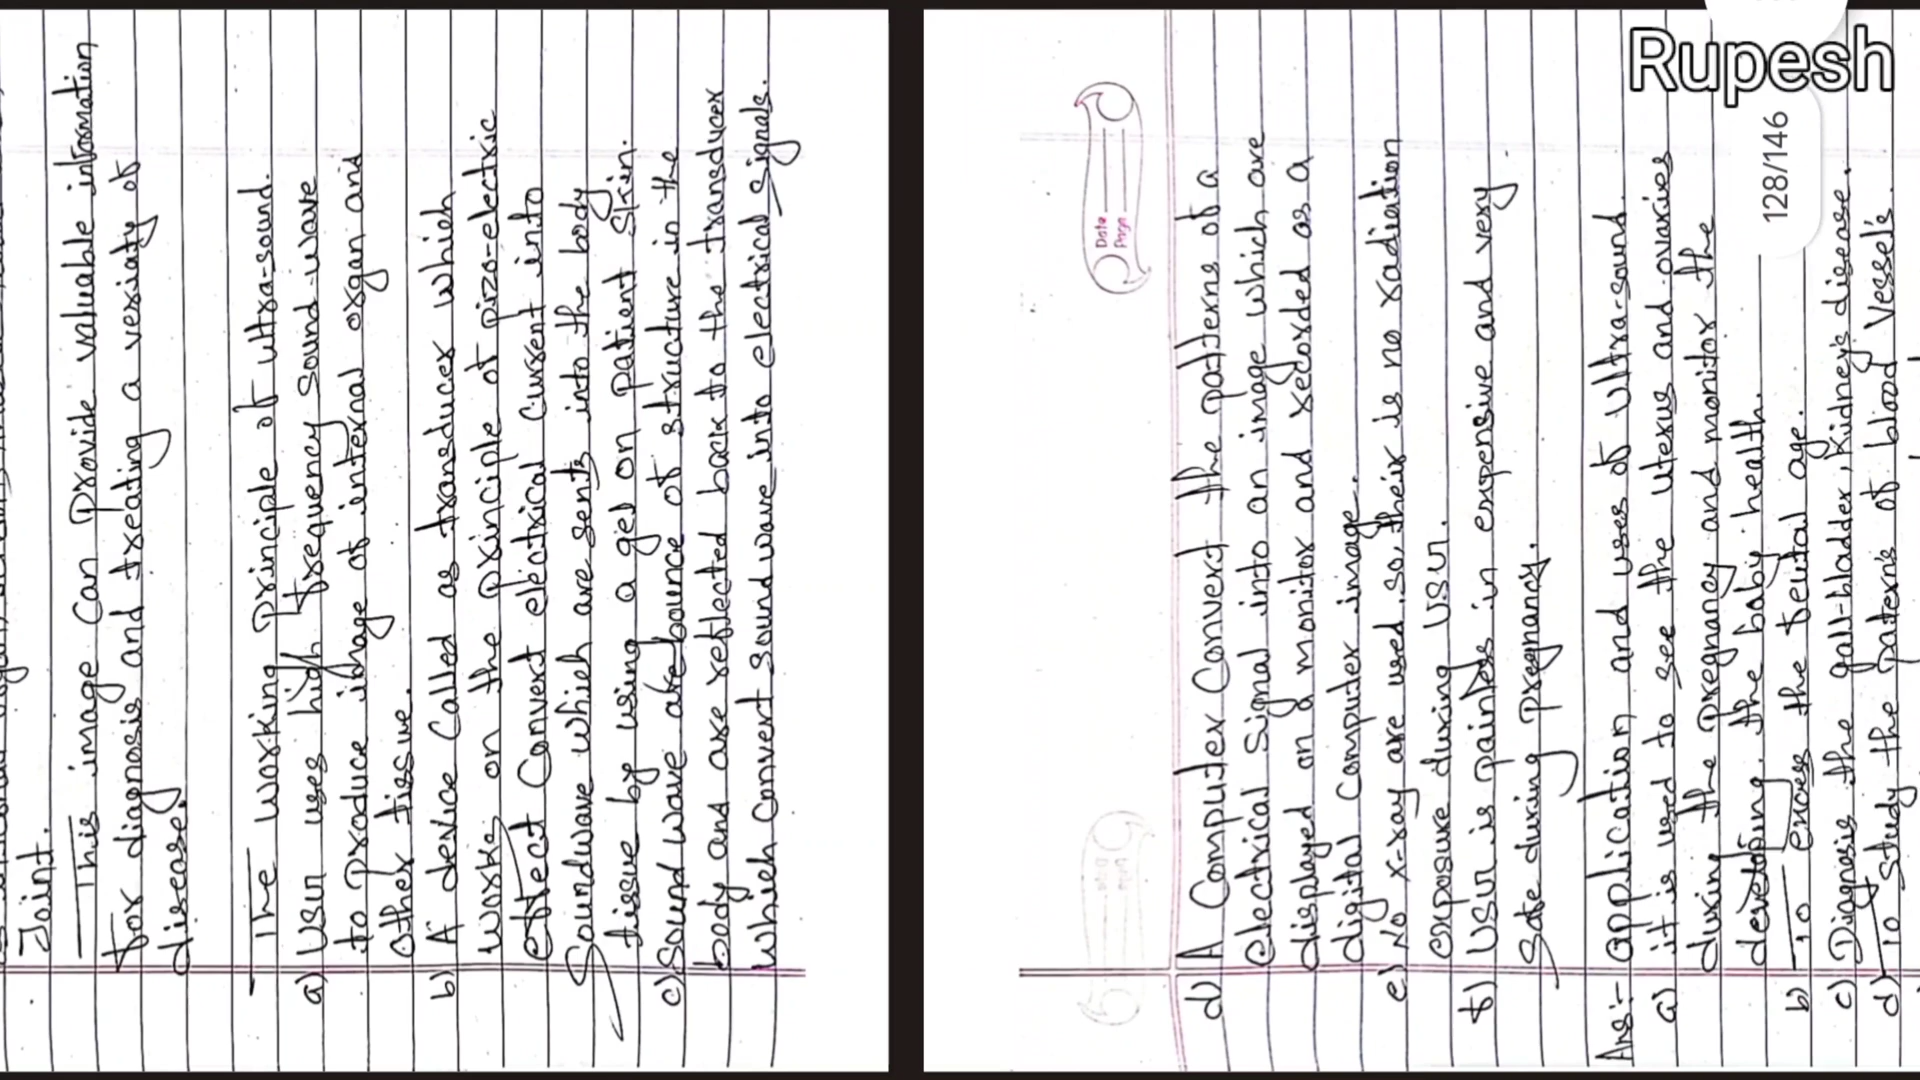 Joint.
This image can provide valuable information
for diagnosis and treating a veriaty of
disease.
The working principle of ultra-sound.
a) USG uses high frequency sound wave
to produce image of internal organ and
other tissue.
b) A device called as transducer which
works on the principle of pizo-electric
effect convert electrical current into
soundwave which are sent into the body
tissue by using a gel on patient skin.
c) Sound wave are bounce of structure in the
body and are reflected back to the transducer
which convert sound wave into electrical signals.
Rupesh
128/146
Date
Page
d) A Computer Convert the patterns of a
electrical signal into an image which are
displayed on a monitor and recorded as a
digital computer image.
e) No x-ray are used. so, their is no radiation
exposure during USG.
f) USG is painless in expensive and very
safe during pregnancy.
Ans:- application and uses of Ultra-sound.
a) it is used to see the uterus and ovaries
during the pregnancy and monitor the
developing the baby health.
b) To the age.
c) Diagnosis the gall-bladder, Kidney's disease.
d) To study the patern's of blood vessel's.